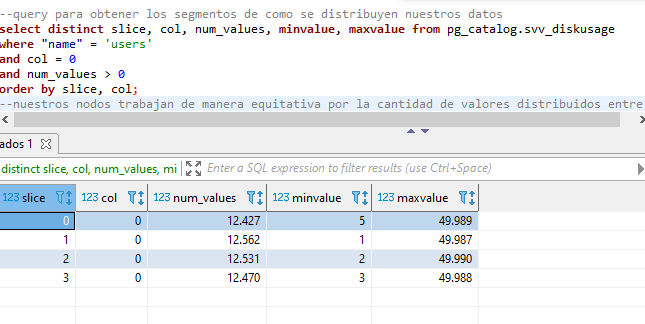 --query para obtener los segmentos de como se distribuyen nuestros datos
select distinct slice, col, num_values, minvalue, maxvalue from pg_catalog.svv_diskusage
where "name" = 'users'
and col = 0
and num_values > 0
order by slice, col;
--nuestros nodos trabajan de manera equitativa por la cantidad de valores distribuidos entre
ados 1
distinct slice, col, num_values, mi Enter a SQL expression to filter results (use Ctrl+Space)
123 slice 123 col 123 num_values 123 minvalue 123 maxvalue
0 0 12.427 5 49.989
1 0 12.562 1 49.987
2 0 12.531 2 49.990
3 0 12.470 3 49.988